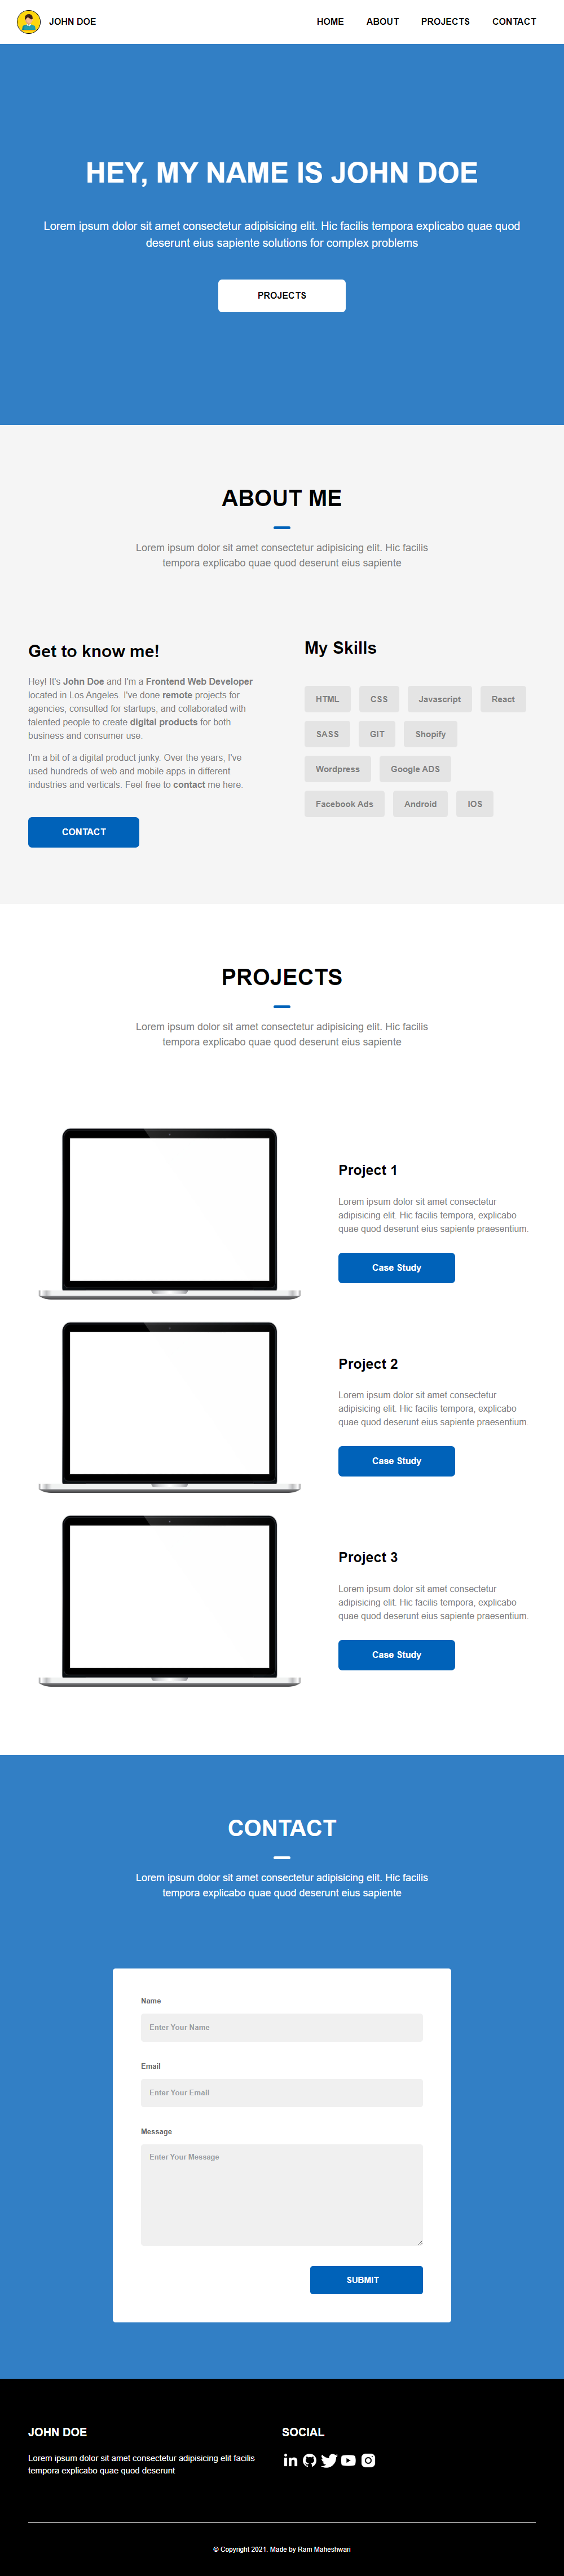 JOHN DOE
HOME ABOUT PROJECTS CONTACT
HEY, MY NAME IS JOHN DOE
Lorem ipsum dolor sit amet consectetur adipisicing elit. Hic facilis tempora explicabo quae quod
deserunt eius sapiente solutions for complex problems
PROJECTS
ABOUT ME
Lorem ipsum dolor sit amet consectetur adipisicing elit. Hic facilis
tempora explicabo quae quod deserunt eius sapiente
Get to know me!
Hey! It's John Doe and I'm a Frontend Web Developer
located in Los Angeles. I've done remote projects for
agencies, consulted for startups, and collaborated with
talented people to create digital products for both
business and consumer use.
I'm a bit of a digital product junky. Over the years, I've
used hundreds of web and mobile apps in different
industries and verticals. Feel free to contact me here.
CONTACT
My Skills
HTML CSS Javascript React
SASS GIT Shopify
Wordpress Google ADS
Facebook Ads Android IOS
PROJECTS
Lorem ipsum dolor sit amet consectetur adipisicing elit. Hic facilis
tempora explicabo quae quod deserunt eius sapiente
Project 1
Lorem ipsum dolor sit amet consectetur
adipisicing elit. Hic facilis tempora, explicabo
quae quod deserunt eius sapiente praesentium.
Case Study
Project 2
Lorem ipsum dolor sit amet consectetur
adipisicing elit. Hic facilis tempora, explicabo
quae quod deserunt eius sapiente praesentium.
Case Study
Project 3
Lorem ipsum dolor sit amet consectetur
adipisicing elit. Hic facilis tempora, explicabo
quae quod deserunt eius sapiente praesentium.
Case Study
CONTACT
Lorem ipsum dolor sit amet consectetur adipisicing elit. Hic facilis
tempora explicabo quae quod deserunt eius sapiente
Name
Enter Your Name
Email
Enter Your Email
Message
Enter Your Message
SUBMIT
JOHN DOE
Lorem ipsum dolor sit amet consectetur adipisicing elit facilis
tempora explicabo quae quod deserunt
SOCIAL
© Copyright 2021. Made by Ram Maheshwari